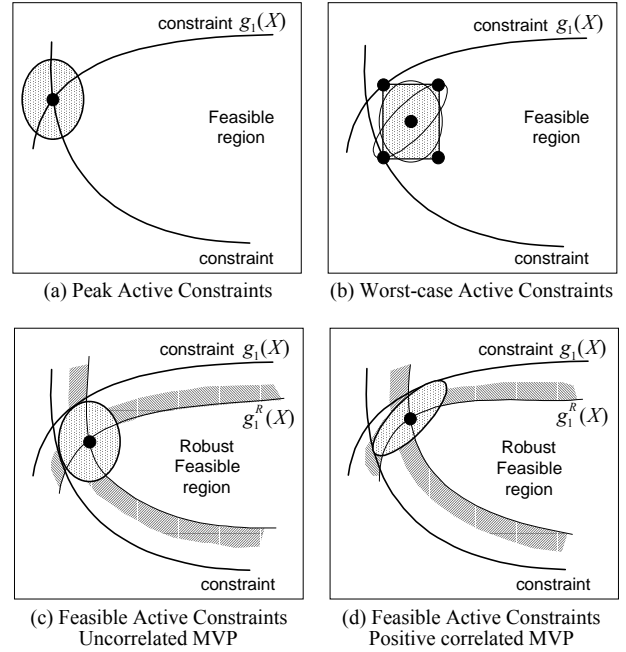 constraint g₁(X)
Feasible
region
constraint
(a) Peak Active Constraints
constraint g₁(X)
Feasible
region
constraint
(b) Worst-case Active Constraints
constraint g₁(X)
g₁ᴿ(X)
Robust
Feasible
region
constraint
(c) Feasible Active Constraints
Uncorrelated MVP
constraint g₁(X)
g₁ᴿ(X)
Robust
Feasible
region
constraint
(d) Feasible Active Constraints
Positive correlated MVP